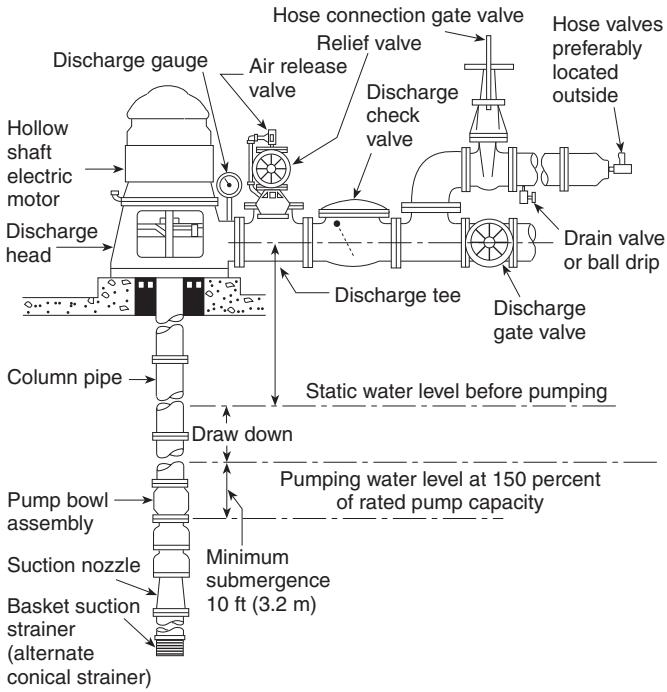 Hose connection gate valve
Relief valve
Hose valves
preferably
located
outside
Discharge gauge
Air release
valve
Discharge
check
valve
Hollow
shaft
electric
motor
Discharge
head
Drain valve
or ball drip
Discharge tee
Discharge
gate valve
Column pipe
Static water level before pumping
Draw down
Pumping water level at 150 percent
of rated pump capacity
Pump bowl
assembly
Minimum
submergence
10 ft (3.2 m)
Suction nozzle
Basket suction
strainer
(alternate
conical strainer)